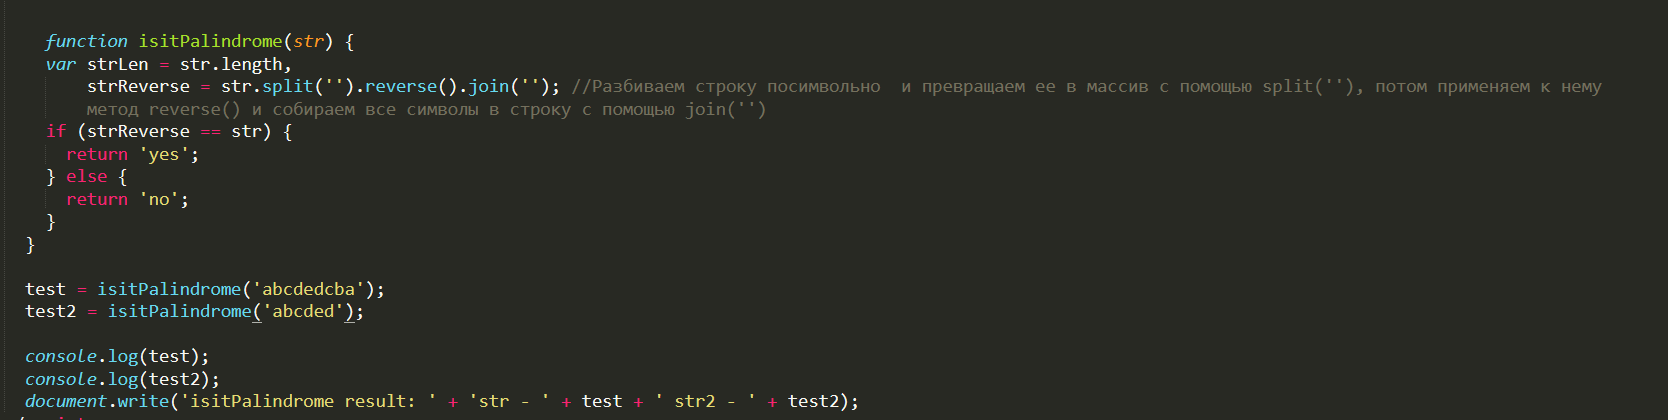 function isitPalindrome(str) {
var strLen = str.length,
strReverse = str.split('').reverse().join(''); //Разбиваем строку посимвольно  и превращаем ее в массив с помощью split(''), потом применяем к нему
метод reverse() и собираем все символы в строку с помощью join('')
if (strReverse == str) {
return 'yes';
} else {
return 'no';
}
}
test = isitPalindrome('abcdedcba');
test2 = isitPalindrome('abcded');
console.log(test);
console.log(test2);
document.write('isitPalindrome result: ' + 'str - ' + test + ' str2 - ' + test2);